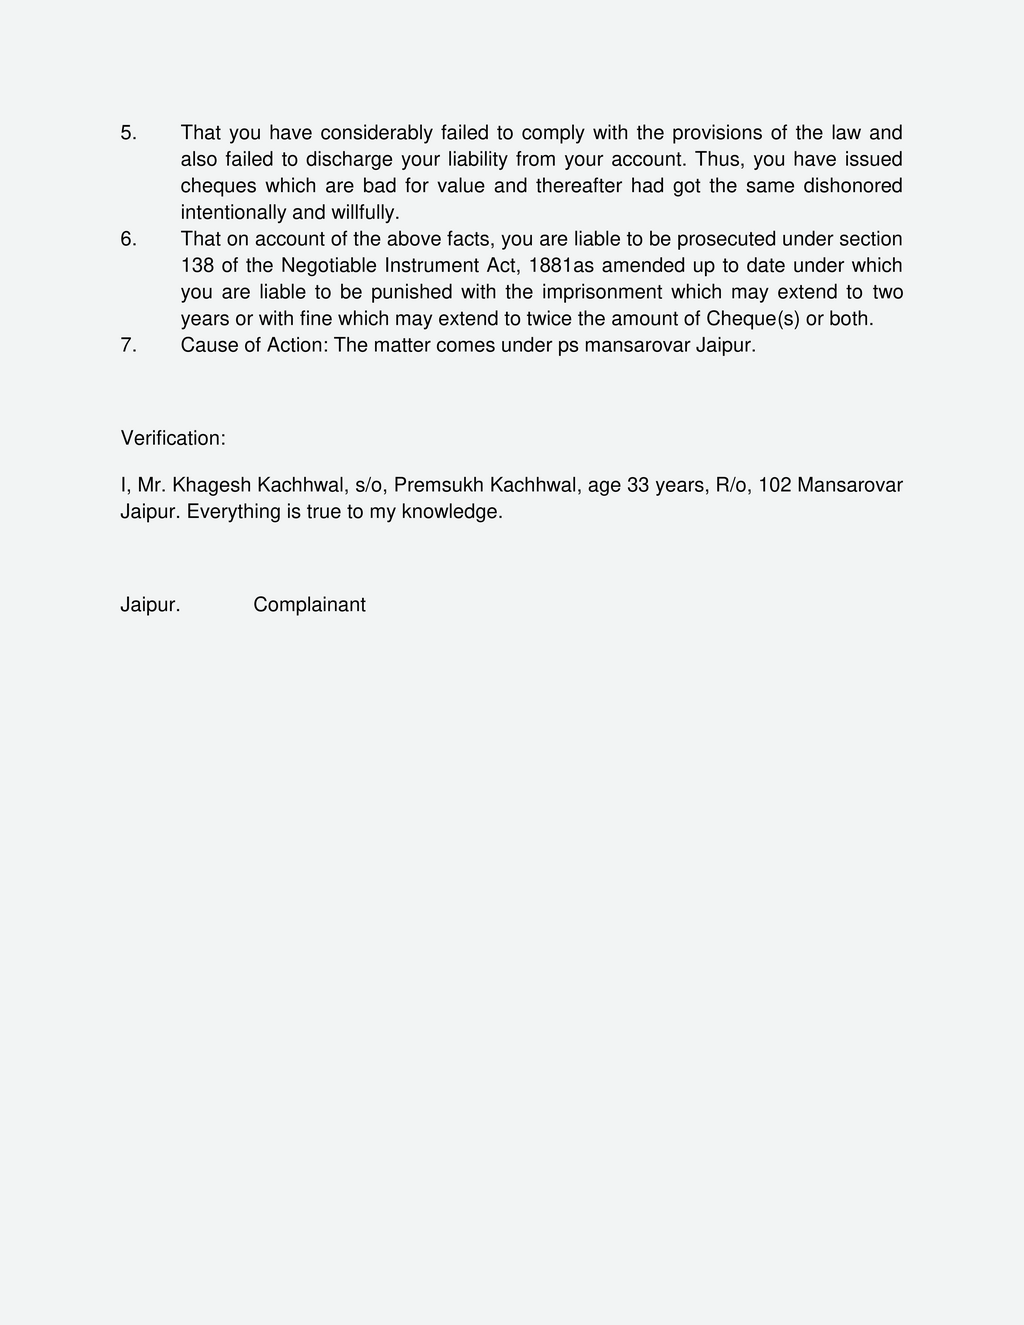 5. That you have considerably failed to comply with the provisions of the law and
also failed to discharge your liability from your account. Thus, you have issued
cheques which are bad for value and thereafter had got the same dishonored
intentionally and willfully.
6. That on account of the above facts, you are liable to be prosecuted under section
138 of the Negotiable Instrument Act, 1881as amended up to date under which
you are liable to be punished with the imprisonment which may extend to two
years or with fine which may extend to twice the amount of Cheque(s) or both.
7. Cause of Action: The matter comes under ps mansarovar Jaipur.
Verification:
I, Mr. Khagesh Kachhwal, s/o, Premsukh Kachhwal, age 33 years, R/o, 102 Mansarovar
Jaipur. Everything is true to my knowledge.
Jaipur. Complainant